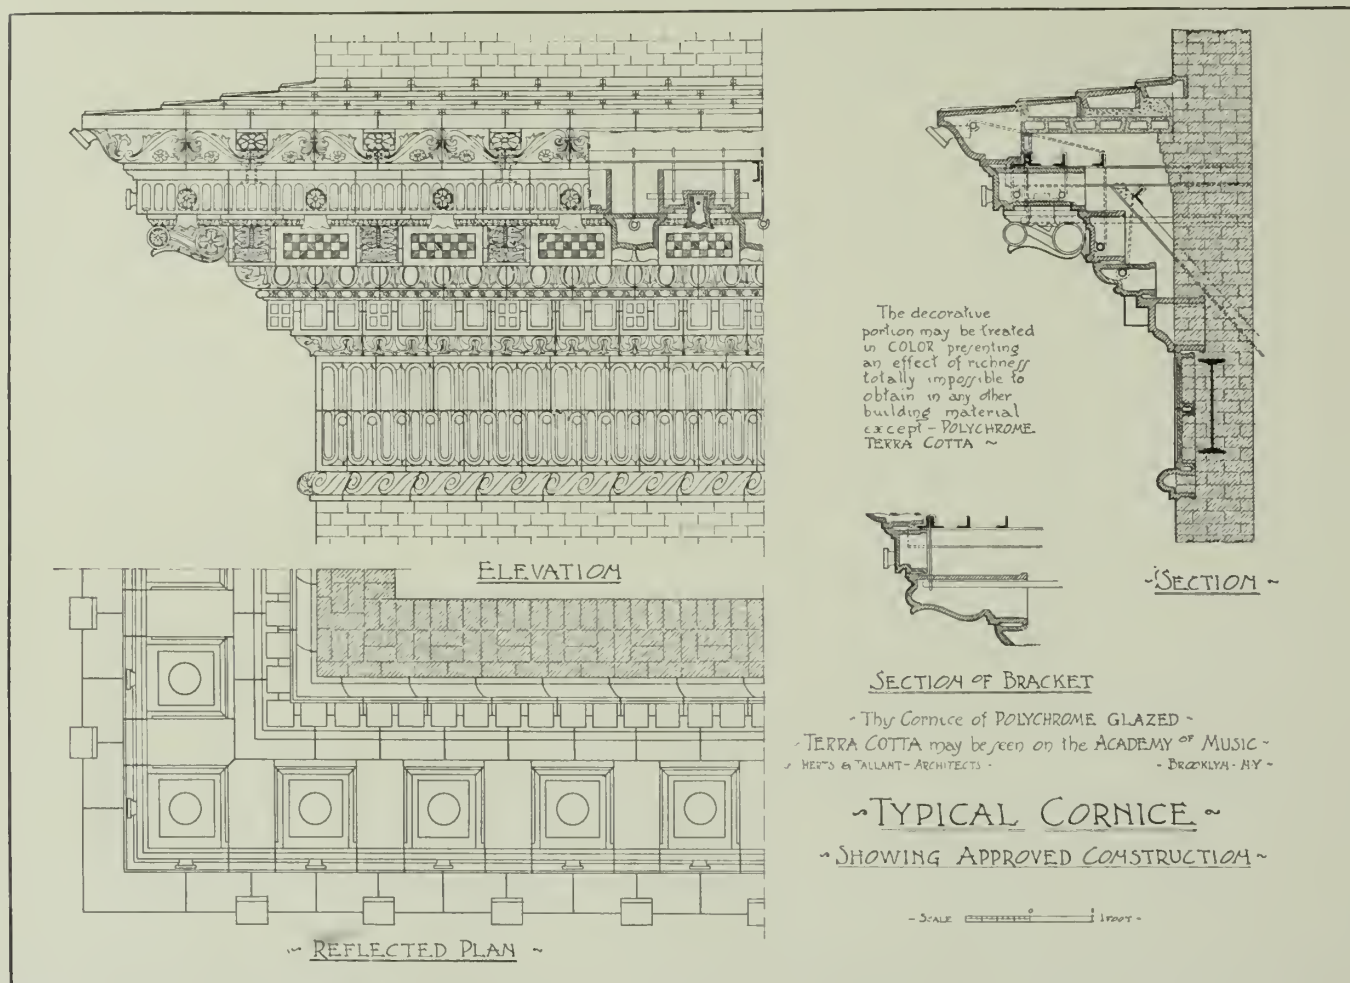 The decorative
portion may be treated
in COLOR presenting
an effect of richness
totally impossible to
obtain in any other
building material
except - POLYCHROME
TERRA COTTA ~
ELEVATION
~ SECTION ~
SECTION OF BRACKET
- This Cornice of POLYCHROME GLAZED -
- TERRA COTTA may be seen on the ACADEMY OF MUSIC -
HERTS & TALLANT - ARCHITECTS - - BROOKLYN - N.Y -
~ TYPICAL CORNICE ~
~ SHOWING APPROVED CONSTRUCTION ~
- SCALE 0 1 1 FOOT -
~ REFLECTED PLAN ~